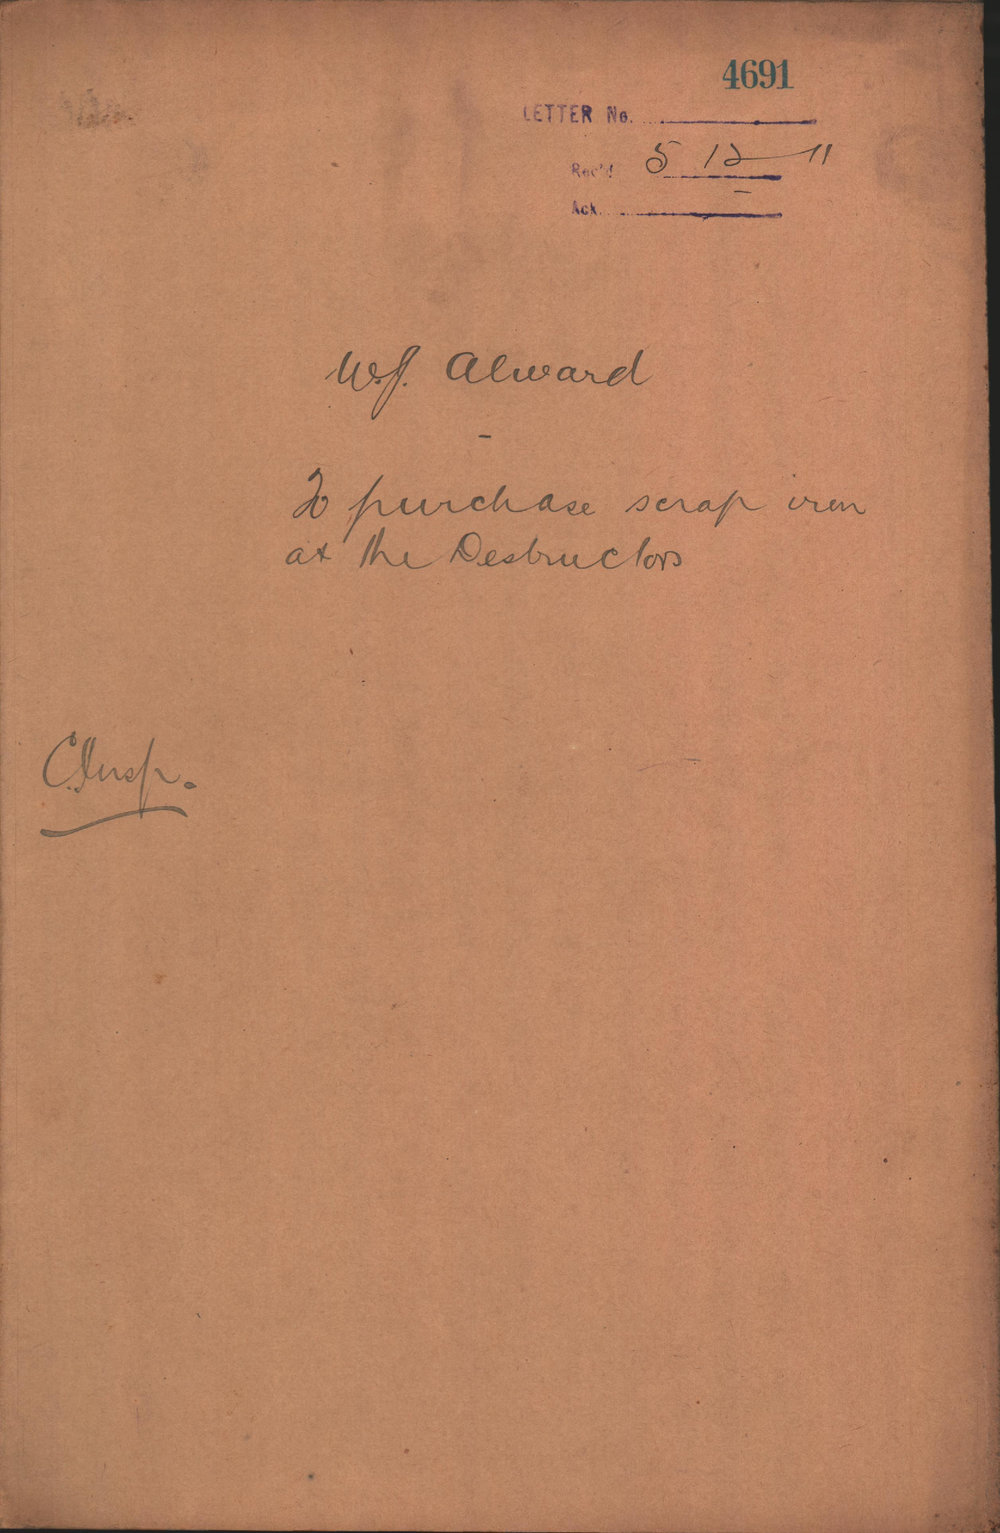 4691
LETTER No.
Rec'd 5 12 11
Ack.
W.J. Alward
-
To purchase scrap iron
at the Destructors
C.Insp.